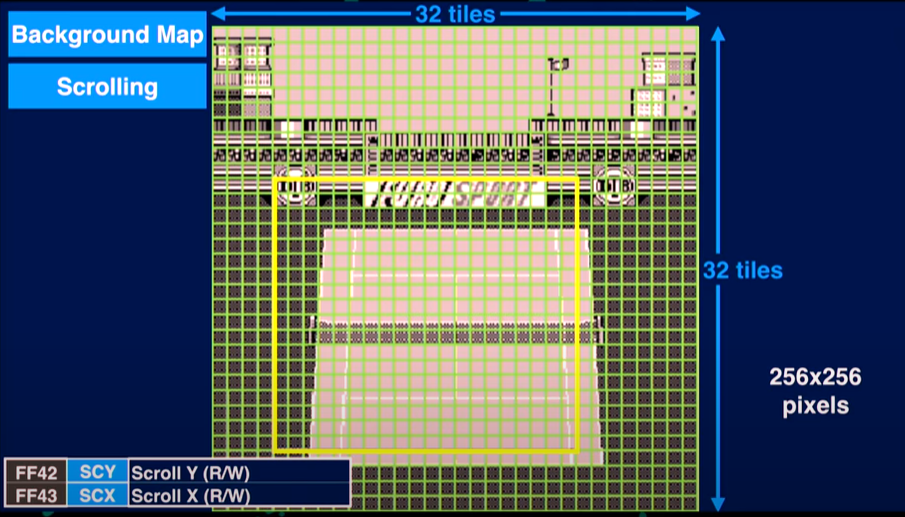 32 tiles
Background Map
Scrolling
32 tiles
256x256
pixels
FF42 SCY Scroll Y (R/W)
FF43 SCX Scroll X (R/W)